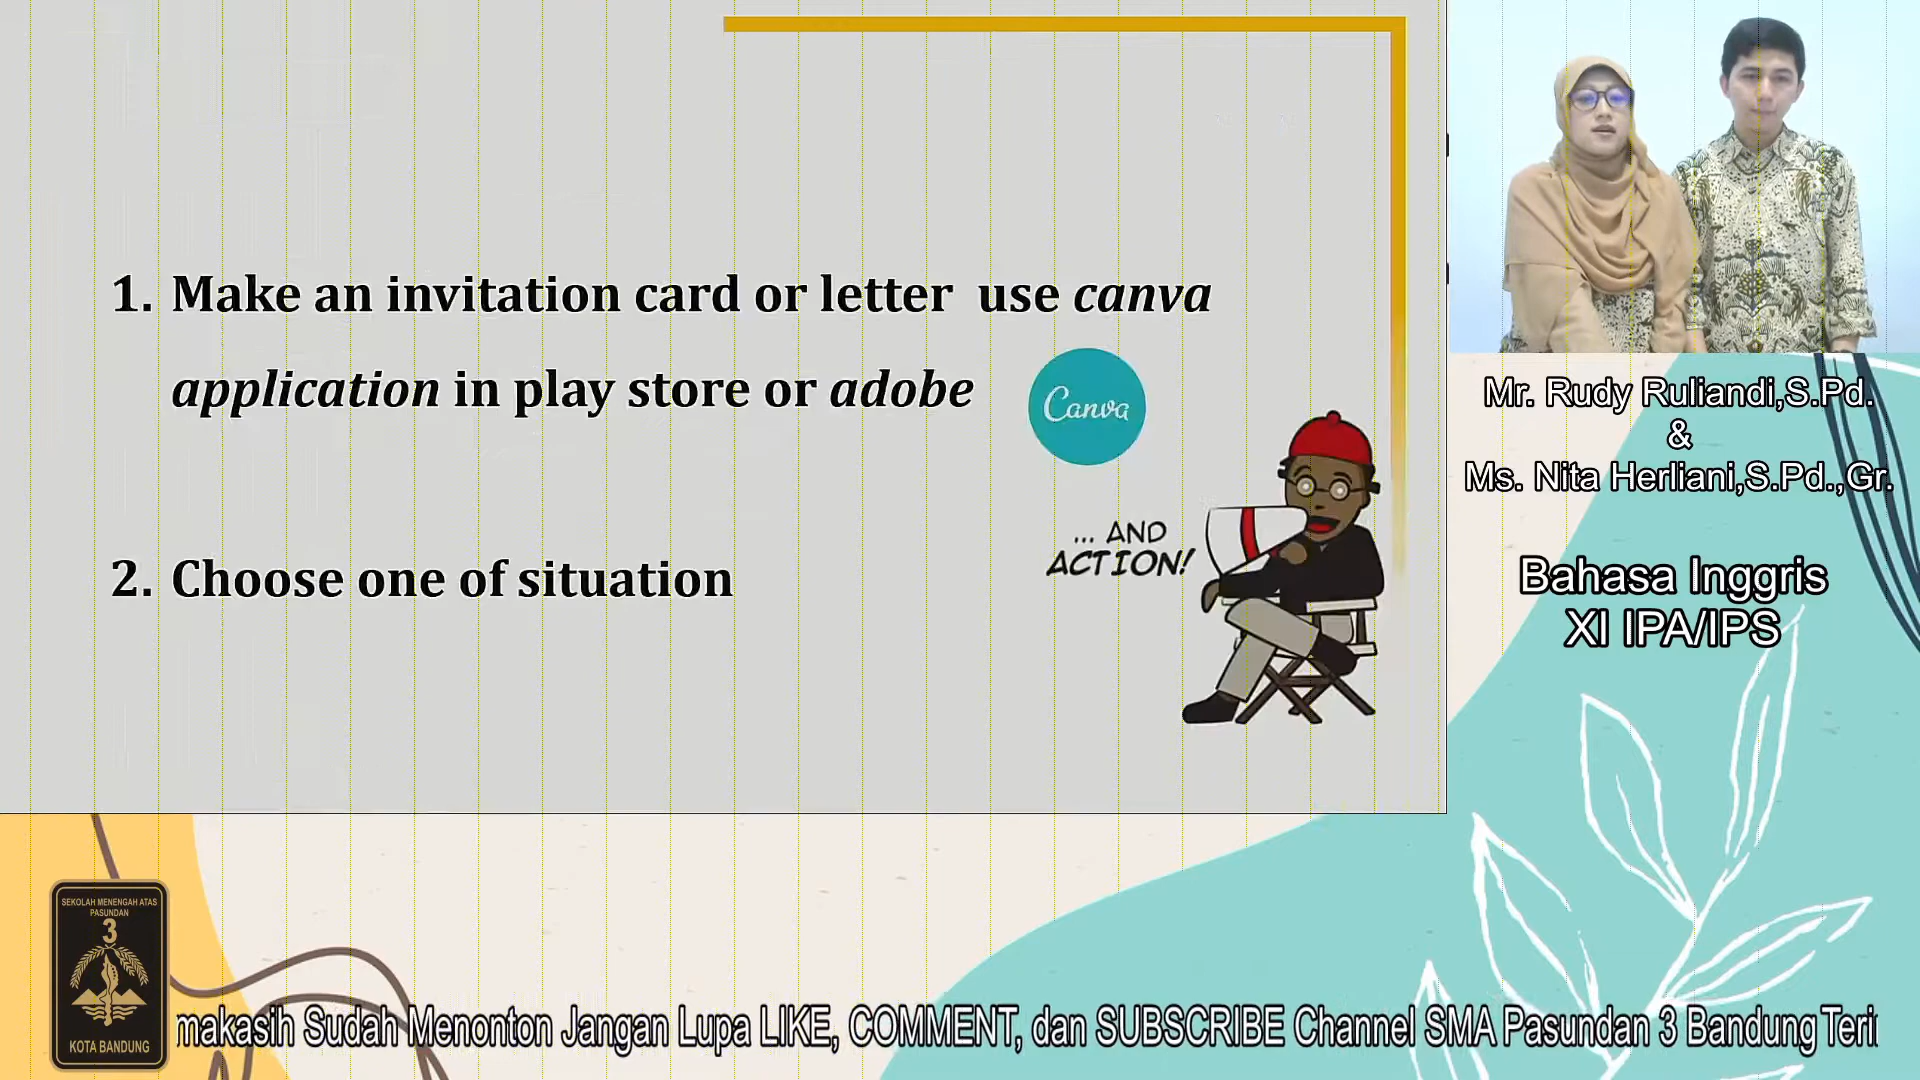 1. Make an invitation card or letter use canva
application in play store or adobe
Canva
... AND
ACTION!
2. Choose one of situation
Mr. Rudy Ruliandi,S.Pd.
&
Ms. Nita Herliani,S.Pd.,Gr.
Bahasa Inggris
XI IPA/IPS
SEKOLAH MENENGAH ATAS
PASUNDAN
3
KOTA BANDUNG
makasih Sudah Menonton Jangan Lupa LIKE, COMMENT, dan SUBSCRIBE Channel SMA Pasundan 3 Bandung Teri